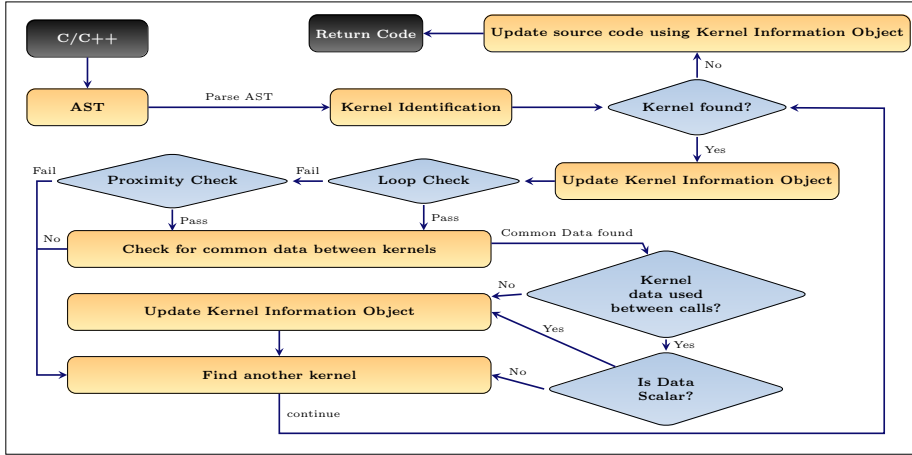 C/C++
Return Code
Update source code using Kernel Information Object
No
AST
Parse AST
Kernel Identification
Kernel found?
Yes
Fail
Proximity Check
Fail
Loop Check
Update Kernel Information Object
Pass
Pass
No
Check for common data between kernels
Common Data found
Kernel
data used
between calls?
No
Update Kernel Information Object
Yes
Yes
Find another kernel
No
Is Data
Scalar?
continue